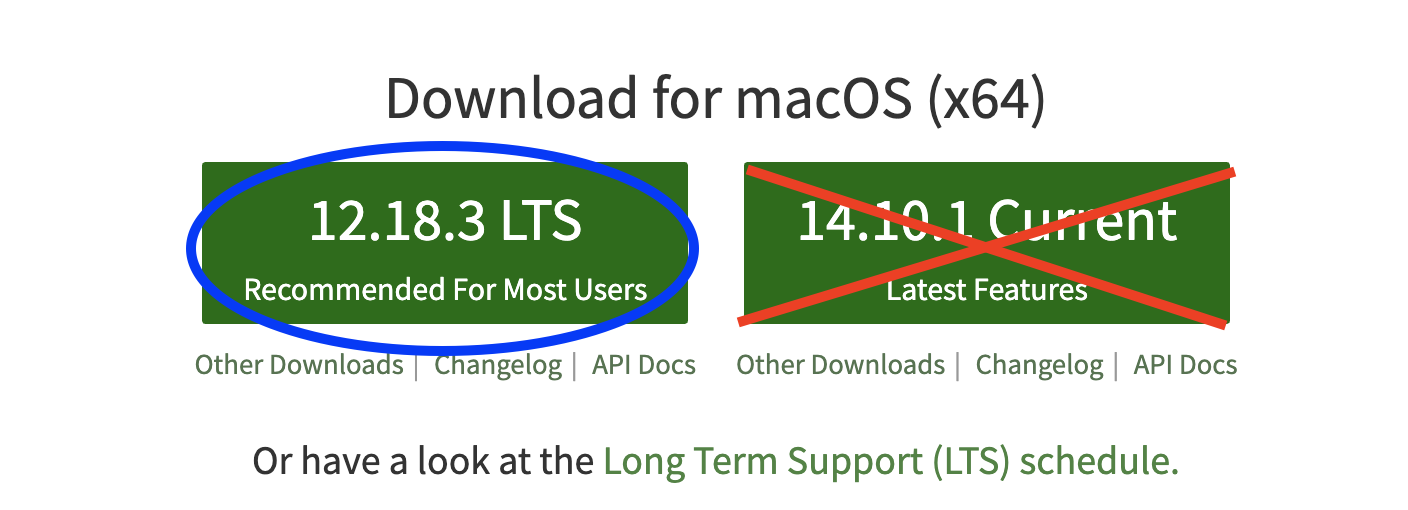 Download for macOS (x64)
12.18.3 LTS
Recommended For Most Users
Other Downloads | Changelog | API Docs
14.10.1 Current
Latest Features
Other Downloads | Changelog | API Docs
Or have a look at the Long Term Support (LTS) schedule.